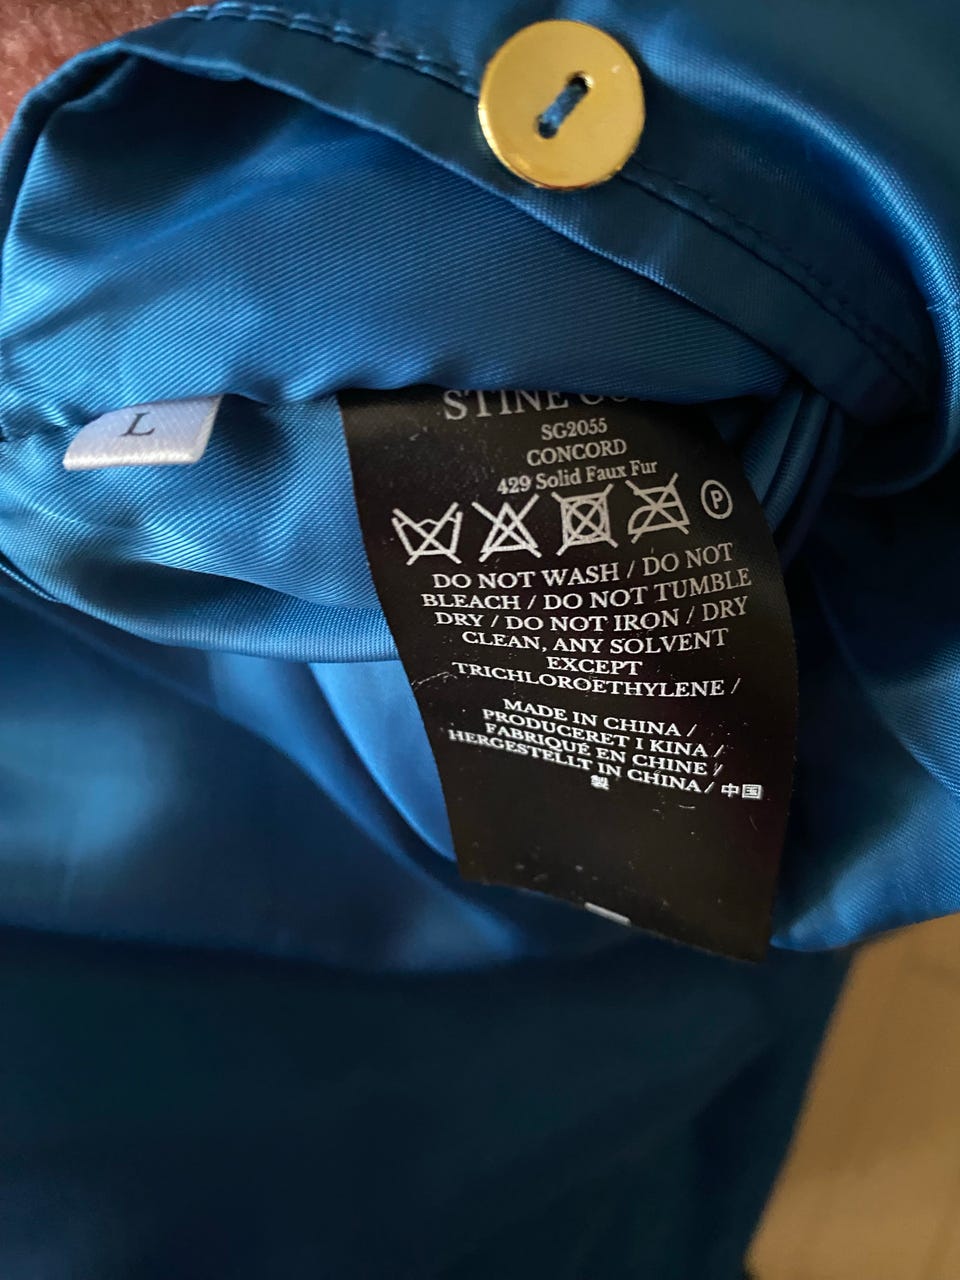 L
STINE
SG2055
CONCORD
429 Solid Faux Fur
P
DO NOT WASH / DO NOT
BLEACH / DO NOT TUMBLE
DRY / DO NOT IRON / DRY
CLEAN, ANY SOLVENT
EXCEPT
TRICHLOROETHYLENE /
MADE IN CHINA /
PRODUCERET I KINA /
FABRIQUÉ EN CHINE /
HERGESTELLT IN CHINA / 中国
製